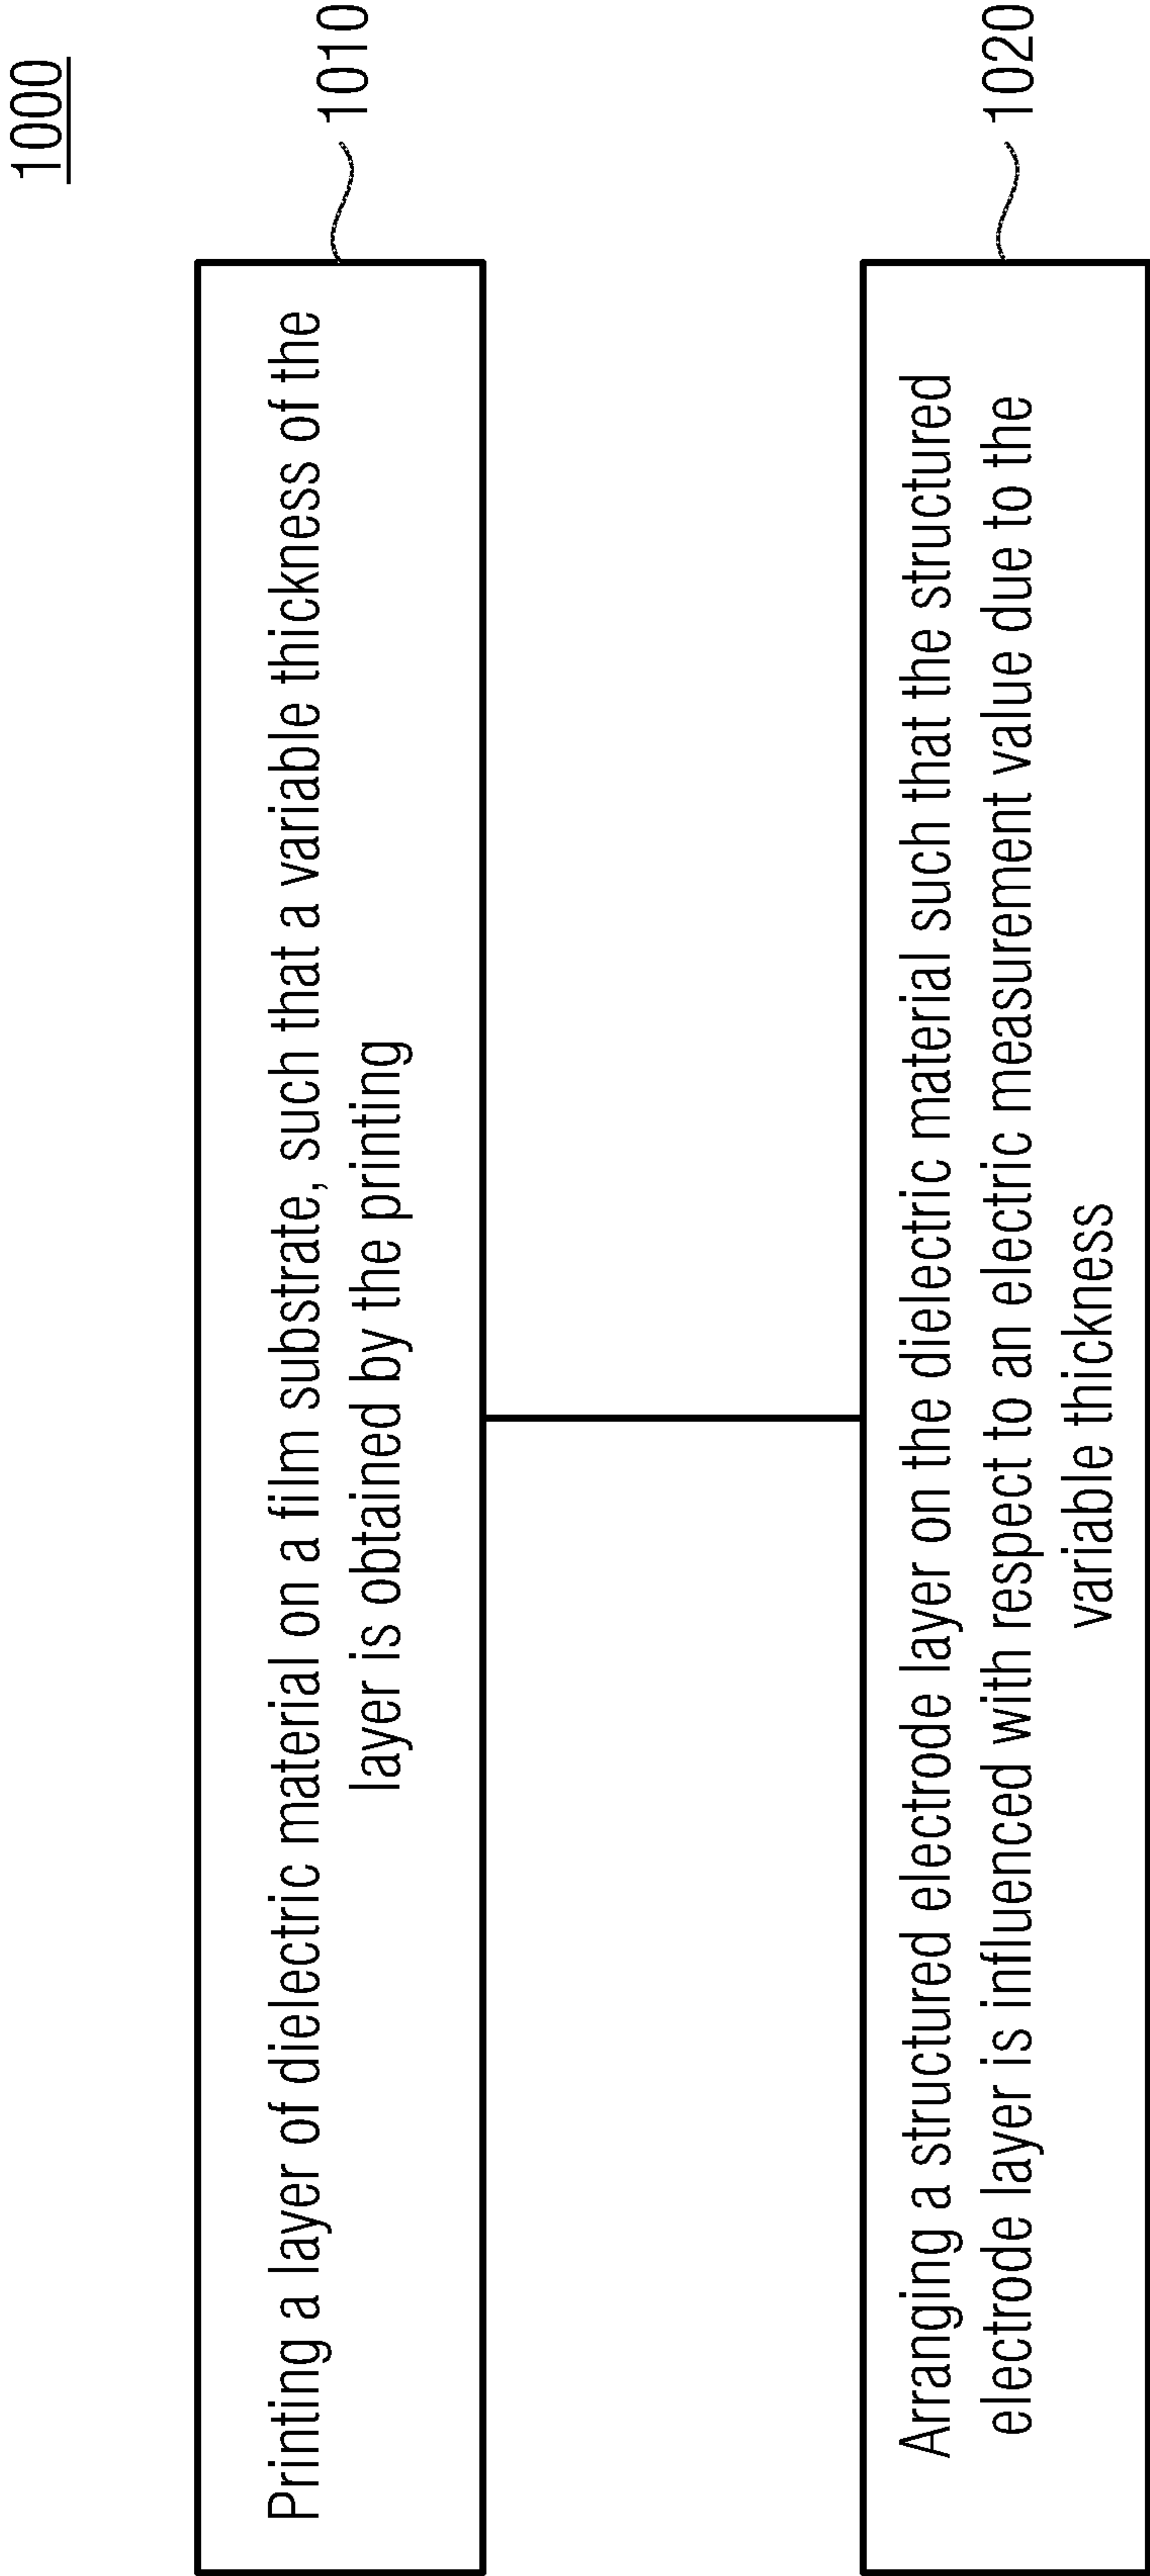 1000
Printing a layer of dielectric material on a film substrate, such that a variable thickness of the
layer is obtained by the printing
1010
Arranging a structured electrode layer on the dielectric material such that the structured
electrode layer is influenced with respect to an electric measurement value due to the
variable thickness
1020